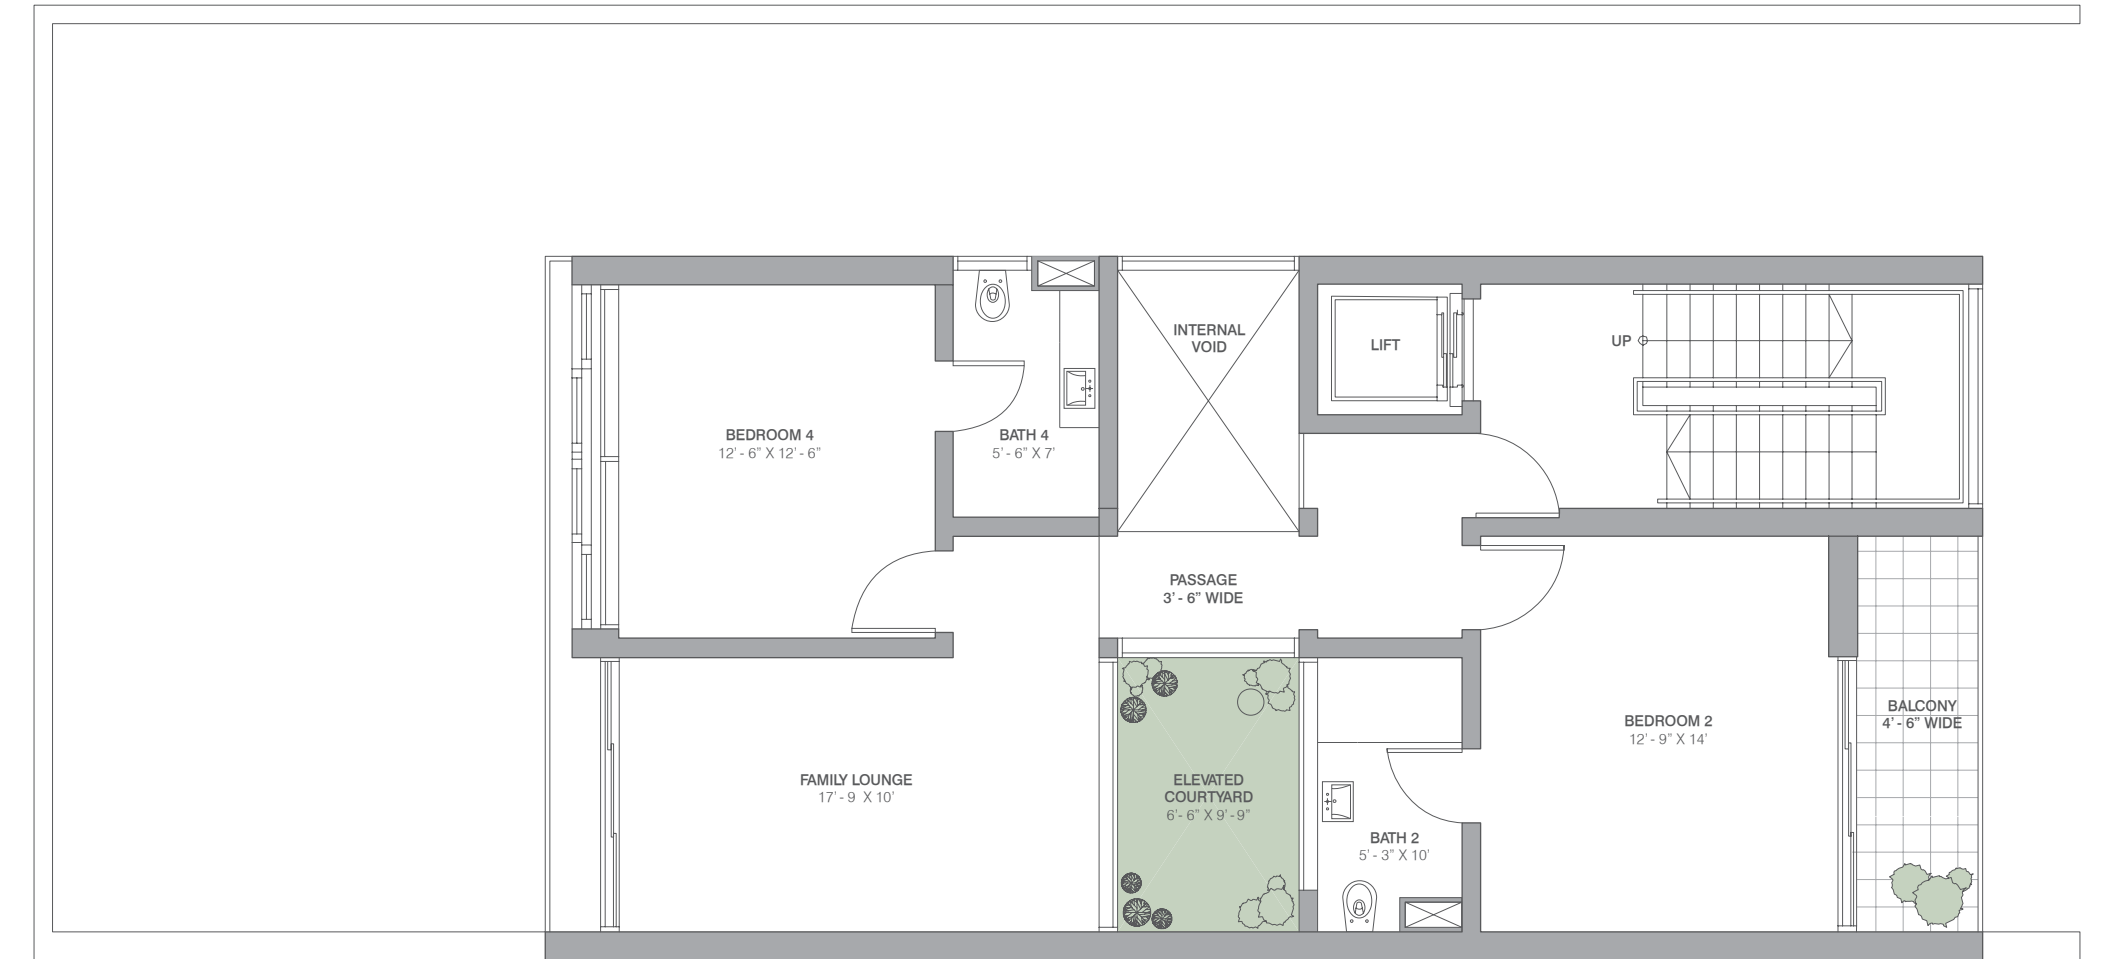 INTERNAL
VOID
LIFT
UP
BEDROOM 4
12' - 6" X 12' - 6"
BATH 4
5' - 6" X 7'
PASSAGE
3' - 6" WIDE
BALCONY
4' - 6" WIDE
BEDROOM 2
12' - 9" X 14'
FAMILY LOUNGE
17' - 9 X 10'
ELEVATED
COURTYARD
6' - 6" X 9' - 9"
BATH 2
5' - 3" X 10'